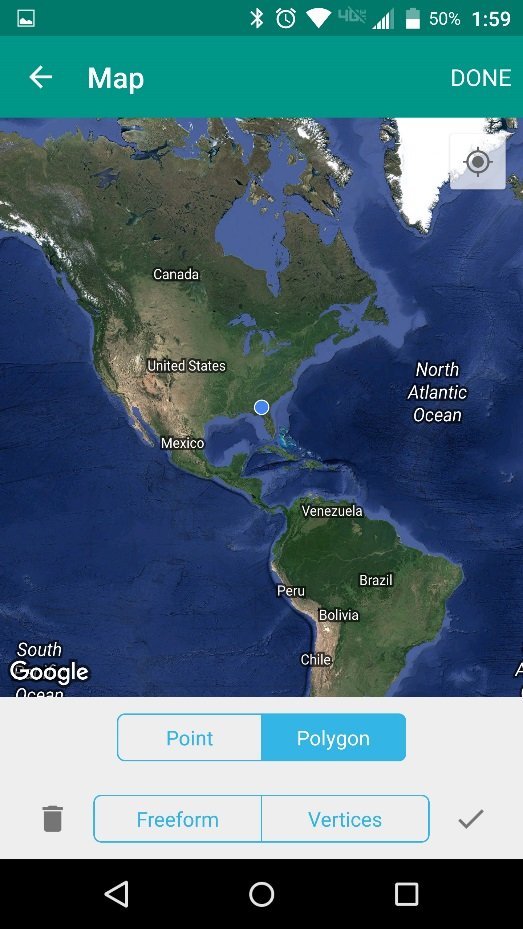 50% 1:59
Map DONE
Canada
United States
North
Atlantic
Ocean
Mexico
Venezuela
Brazil
Peru
Bolivia
Chile
South
Google
Ocean
Point Polygon
Freeform Vertices